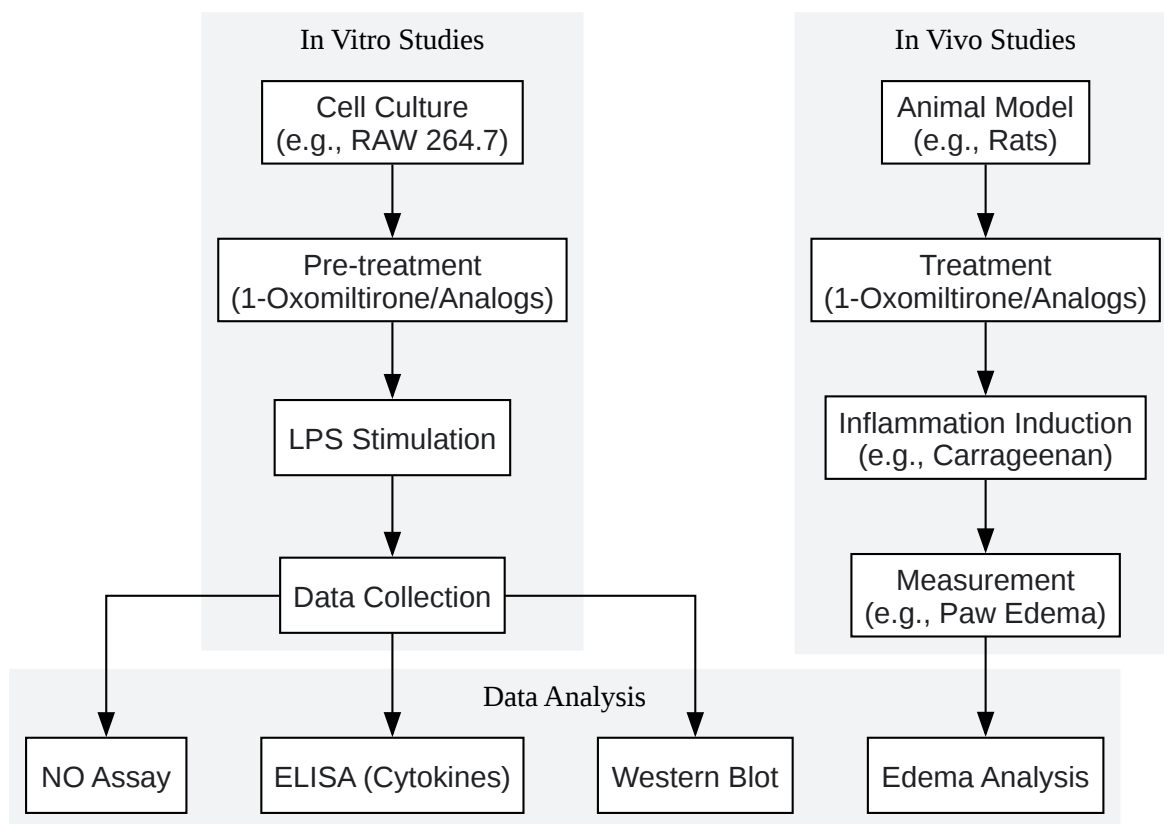 In Vitro Studies
Cell Culture
(e.g., RAW 264.7)
Pre-treatment
(1-Oxomiltirone/Analogs)
LPS Stimulation
Data Collection
In Vivo Studies
Animal Model
(e.g., Rats)
Treatment
(1-Oxomiltirone/Analogs)
Inflammation Induction
(e.g., Carrageenan)
Measurement
(e.g., Paw Edema)
Data Analysis
NO Assay
ELISA (Cytokines)
Western Blot
Edema Analysis